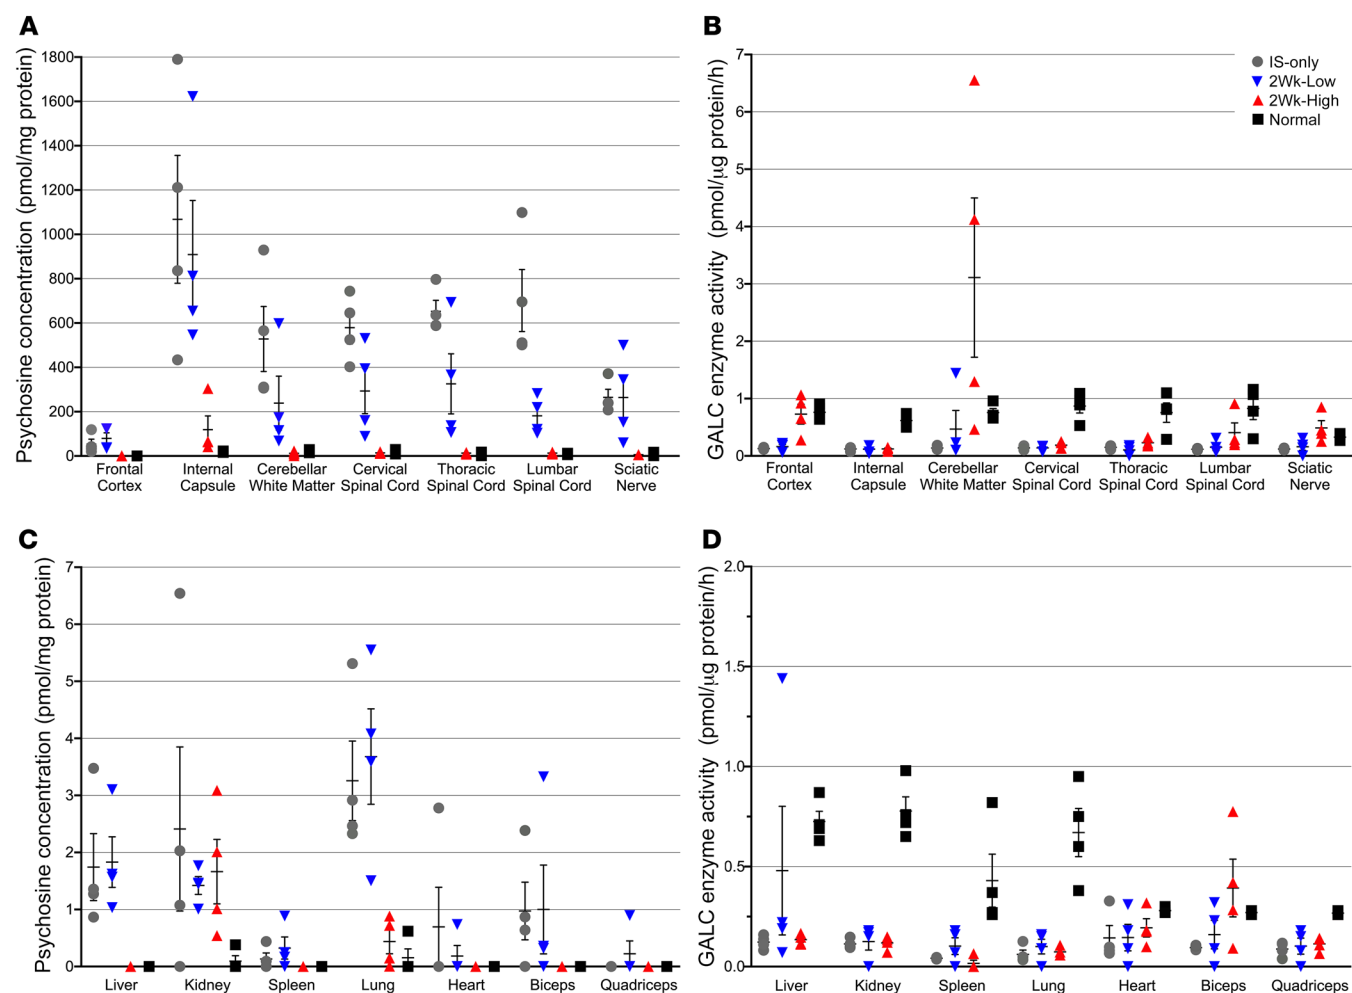 A
Psychosine concentration (pmol/mg protein)
1800
1600
1400
1200
1000
800
600
400
200
0
Frontal Cortex
Internal Capsule
Cerebellar White Matter
Cervical Spinal Cord
Thoracic Spinal Cord
Lumbar Spinal Cord
Sciatic Nerve
B
GALC enzyme activity (pmol/μg protein/h)
7
6
5
4
3
2
1
0
IS-only
2Wk-Low
2Wk-High
Normal
Frontal Cortex
Internal Capsule
Cerebellar White Matter
Cervical Spinal Cord
Thoracic Spinal Cord
Lumbar Spinal Cord
Sciatic Nerve
C
Psychosine concentration (pmol/mg protein)
7
6
5
4
3
2
1
0
Liver
Kidney
Spleen
Lung
Heart
Biceps
Quadriceps
D
GALC enzyme activity (pmol/μg protein/h)
2.0
1.5
1.0
0.5
0.0
Liver
Kidney
Spleen
Lung
Heart
Biceps
Quadriceps